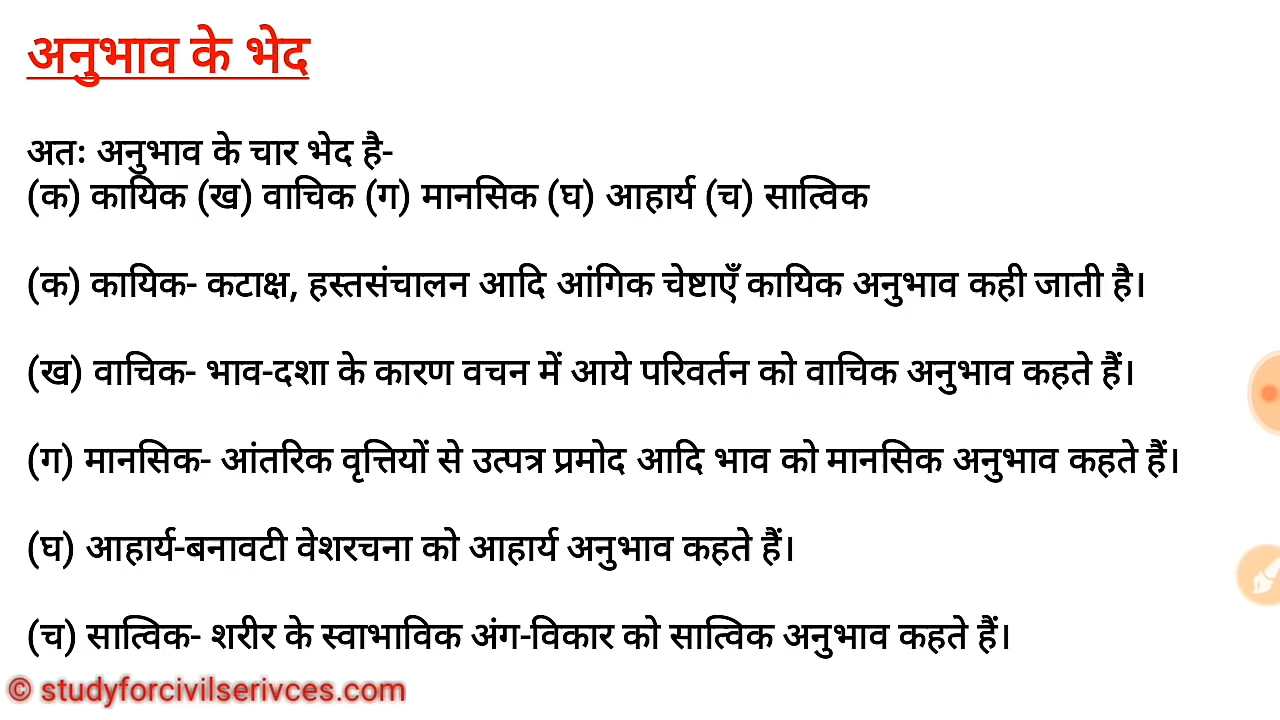 अनुभाव के भेद
अतः अनुभाव के चार भेद है-
(क) कायिक (ख) वाचिक (ग) मानसिक (घ) आहार्य (च) सात्विक
(क) कायिक- कटाक्ष, हस्तसंचालन आदि आंगिक चेष्टाएँ कायिक अनुभाव कही जाती है।
(ख) वाचिक- भाव-दशा के कारण वचन में आये परिवर्तन को वाचिक अनुभाव कहते हैं।
(ग) मानसिक- आंतरिक वृत्तियों से उत्पत्र प्रमोद आदि भाव को मानसिक अनुभाव कहते हैं।
(घ) आहार्य-बनावटी वेशरचना को आहार्य अनुभाव कहते हैं।
(च) सात्विक- शरीर के स्वाभाविक अंग-विकार को सात्विक अनुभाव कहते हैं।
© studyforcivilserivces.com